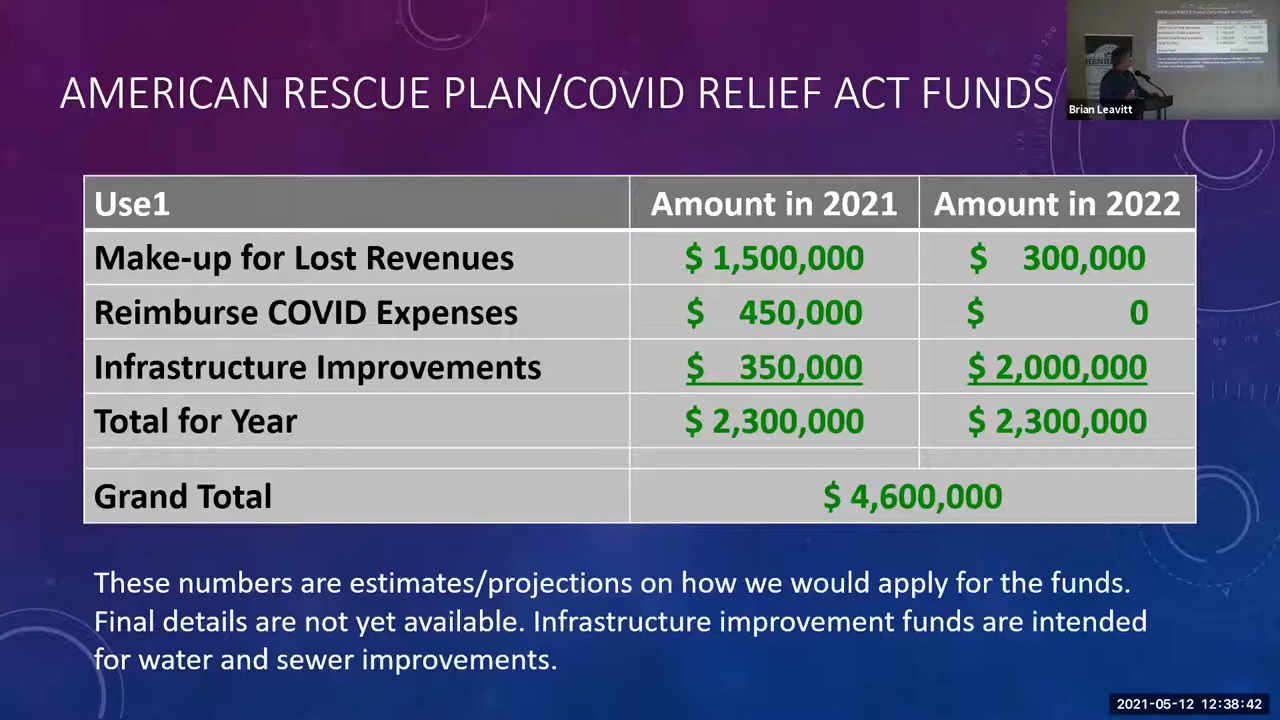 AMERICAN RESCUE PLAN/COVID RELIEF ACT FUNDS
Brian Leavitt
Use1 Amount in 2021 Amount in 2022
Make-up for Lost Revenues $ 1,500,000 $ 300,000
Reimburse COVID Expenses $ 450,000 $ 0
Infrastructure Improvements $ 350,000 $ 2,000,000
Total for Year $ 2,300,000 $ 2,300,000
Grand Total $ 4,600,000
These numbers are estimates/projections on how we would apply for the funds.
Final details are not yet available. Infrastructure improvement funds are intended
for water and sewer improvements.
2021-05-12 12:38:42